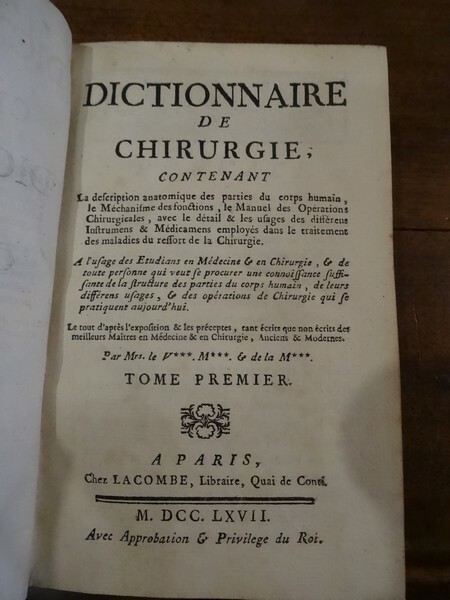 DICTIONNAIRE
DE
CHIRURGIE,
CONTENANT
La description anatomique des parties du corps humain,
le Méchanisme des fonctions, le Manuel des Operations
Chirurgicales, avec le détail & les usages des différens
Instrumens & Médicamens employés dans le traitement
des maladies du ressort de la Chirurgie.
A l'usage des Etudians en Médecine & en Chirurgie, & de
toute personne qui veut se procurer une connoissance suffi-
sante de la structure des parties du corps humain, de leurs
différens usages, & des opérations de Chirurgie qui se
pratiquent aujourd'hui.
Le tout d'après l'exposition & les préceptes, tant écrits que non écrits des
meilleurs Maîtres en Médecine & en Chirurgie, Anciens & Modernes.
Par Mrs. le V***. M***. & de la M***.
TOME PREMIER.
A PARIS,
Chez LACOMBE, Libraire, Quai de Conti.
M. DCC. LXVII.
Avec Approbation & Privilege du Roi.